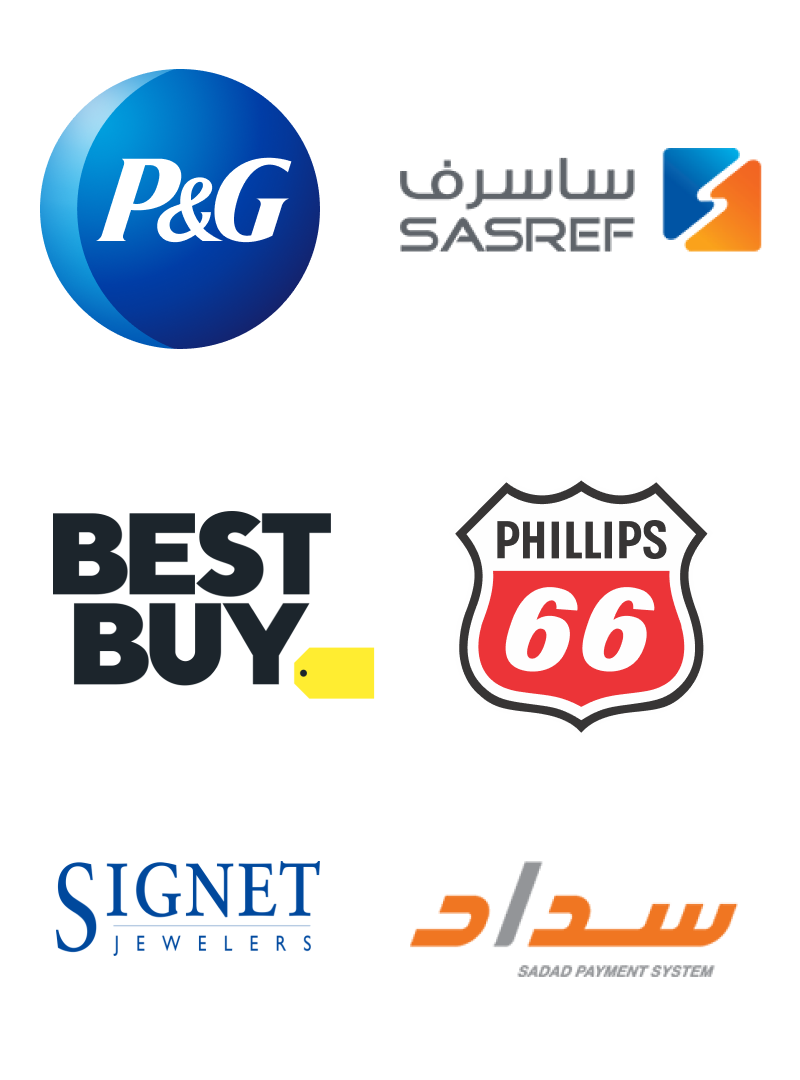 P&G
ساسرف
SASREF
BEST
BUY
PHILLIPS
66
SIGNET
JEWELERS
سداد
SADAD PAYMENT SYSTEM